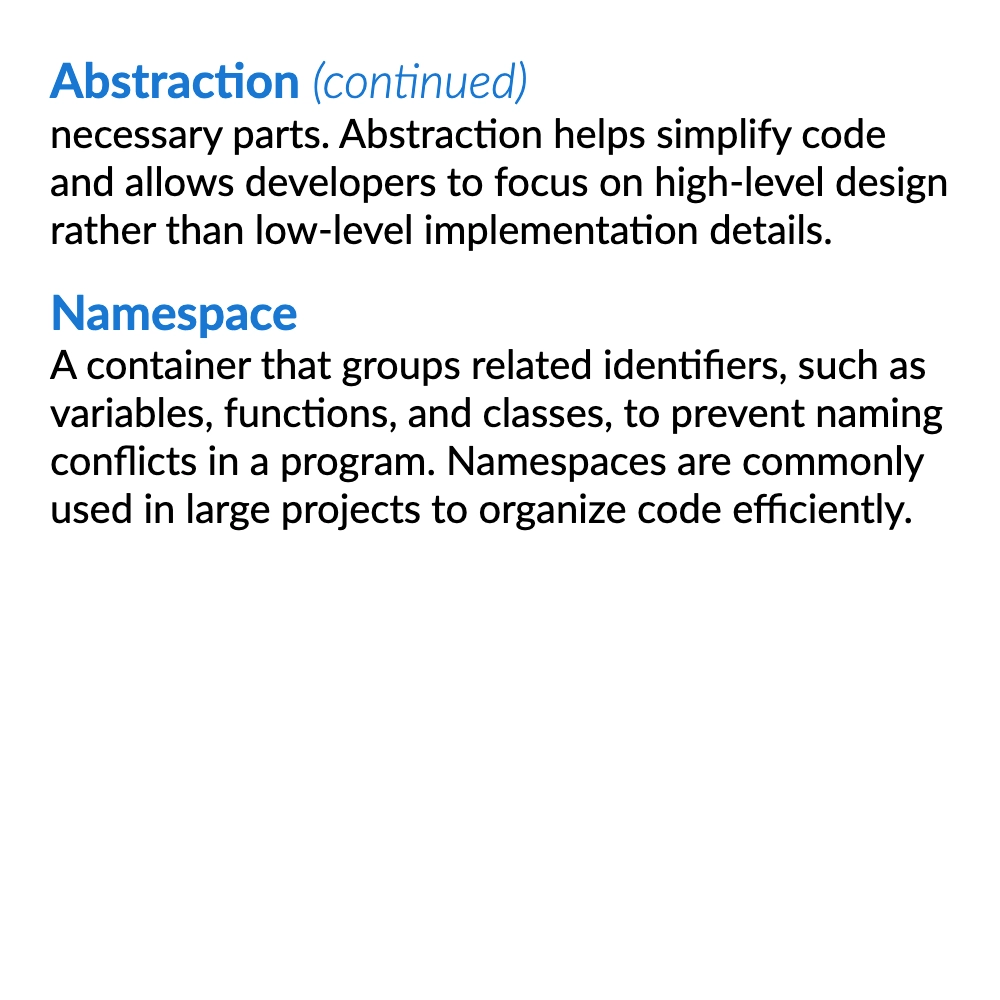 Abstraction (continued)
necessary parts. Abstraction helps simplify code
and allows developers to focus on high-level design
rather than low-level implementation details.
Namespace
A container that groups related identifiers, such as
variables, functions, and classes, to prevent naming
conflicts in a program. Namespaces are commonly
used in large projects to organize code efficiently.